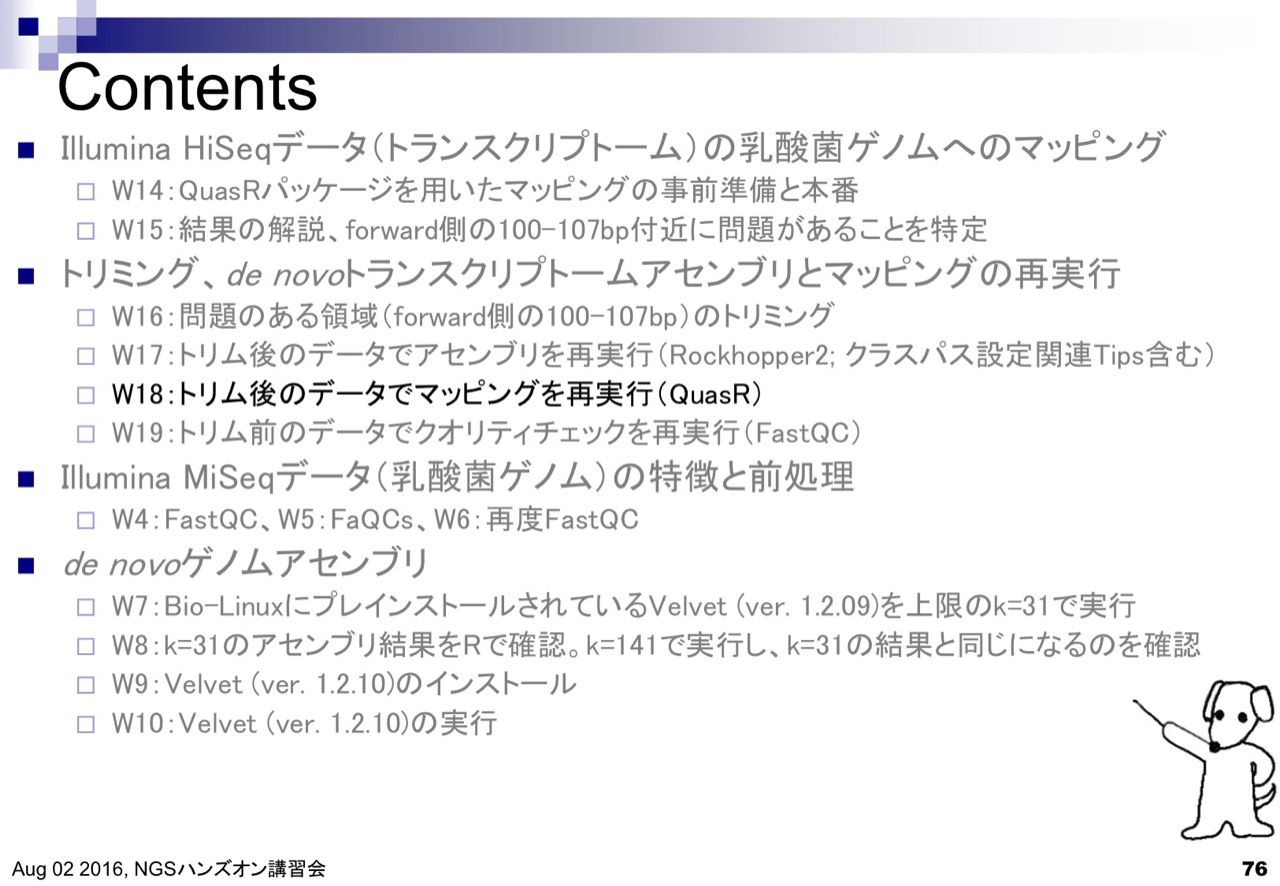 Contents
Illumina HiSeqデータ(トランスクリプトーム)の乳酸菌ゲノムへのマッピング
W14:QuasRパッケージを用いたマッピングの事前準備と本番
W15:結果の解説、forward側の100-107bp付近に問題があることを特定
トリミング、de novoトランスクリプトームアセンブリとマッピングの再実行
W16:問題のある領域(forward側の100-107bp)のトリミング
W17:トリム後のデータでアセンブリを再実行(Rockhopper2; クラスパス設定関連Tips含む)
W18:トリム後のデータでマッピングを再実行(QuasR)
W19:トリム前のデータでクオリティチェックを再実行(FastQC)
Illumina MiSeqデータ(乳酸菌ゲノム)の特徴と前処理
W4:FastQC、W5:FaQCs、W6:再度FastQC
de novoゲノムアセンブリ
W7:Bio-LinuxにプレインストールされているVelvet (ver. 1.2.09)を上限のk=31で実行
W8:k=31のアセンブリ結果をRで確認。k=141で実行し、k=31の結果と同じになるのを確認
W9:Velvet (ver. 1.2.10)のインストール
W10:Velvet (ver. 1.2.10)の実行
Aug 02 2016, NGSハンズオン講習会
76